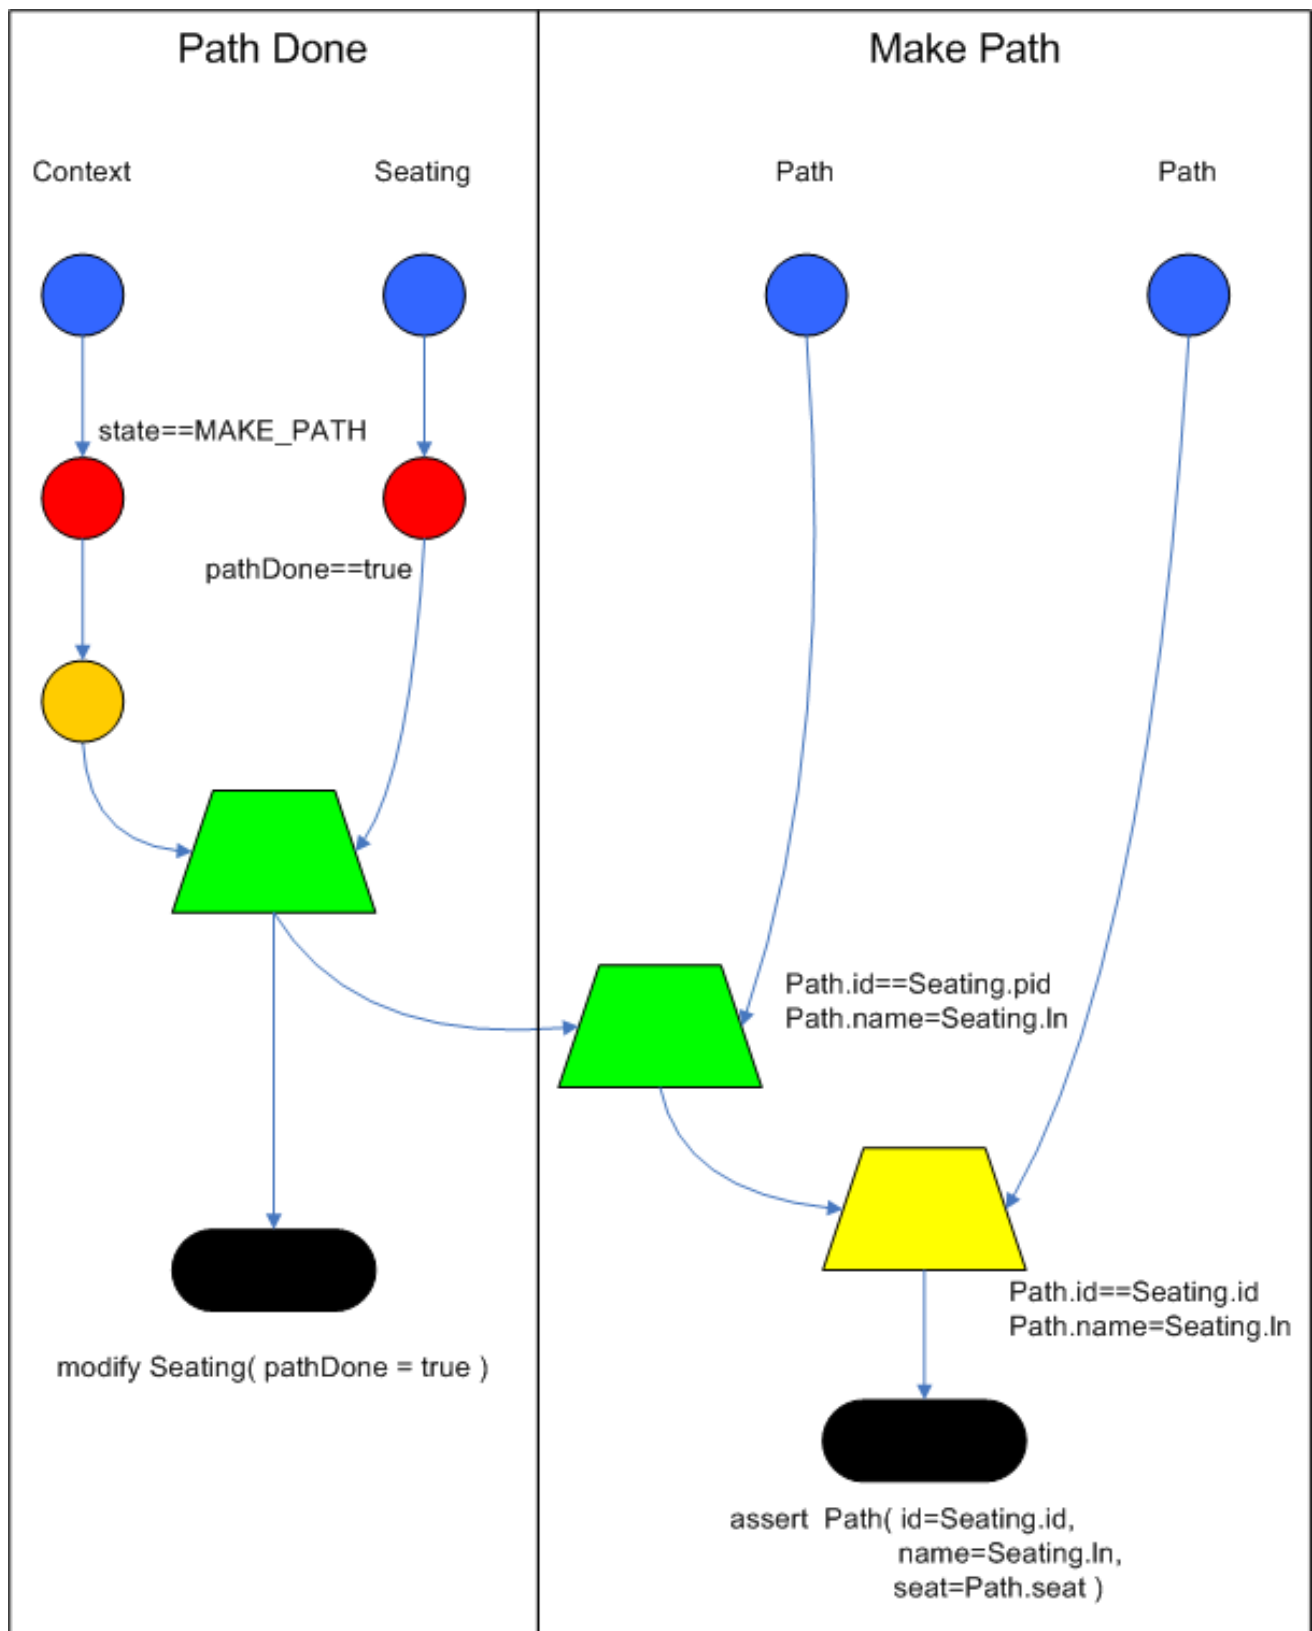 Path Done
Make Path
Context
Seating
Path
Path
state==MAKE_PATH
pathDone==true
Path.id==Seating.pid
Path.name=Seating.ln
Path.id==Seating.id
Path.name=Seating.ln
modify Seating( pathDone = true )
assert  Path( id=Seating.id,
name=Seating.ln,
seat=Path.seat )